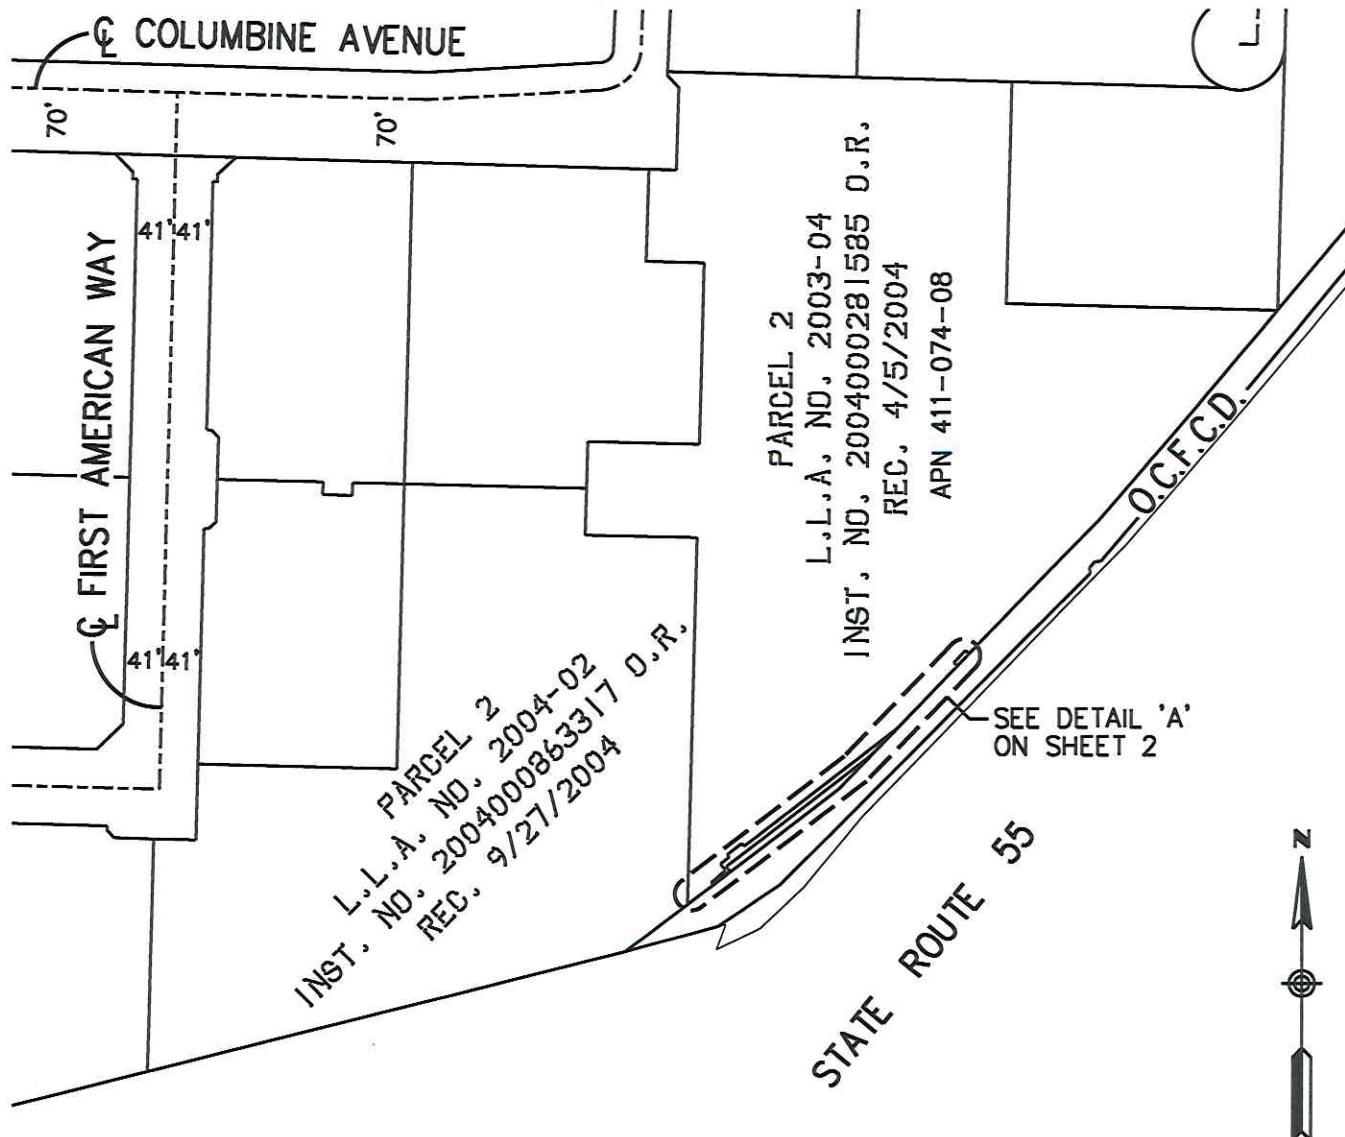 ℄ COLUMBINE AVENUE
70'
70'
41' 41'
℄ FIRST AMERICAN WAY
41' 41'
PARCEL 2
L.L.A. NO. 2003-04
INST. NO. 2004000281585 O.R.
REC. 4/5/2004
APN 411-074-08
O.C.F.C.D.
PARCEL 2
L.L.A. NO. 2004-02
INST. NO. 2004000863317 O.R.
REC. 9/27/2004
SEE DETAIL 'A'
ON SHEET 2
STATE ROUTE 55
N